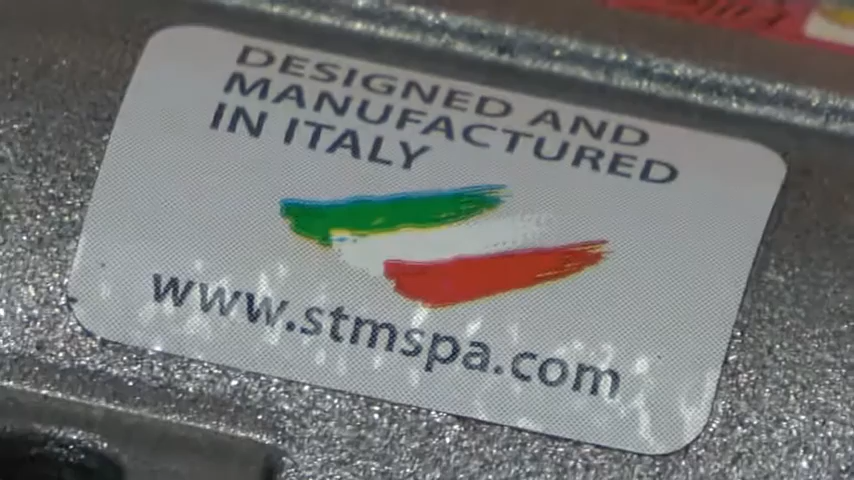 DESIGNED AND
MANUFACTURED
IN ITALY
www.stmspa.com